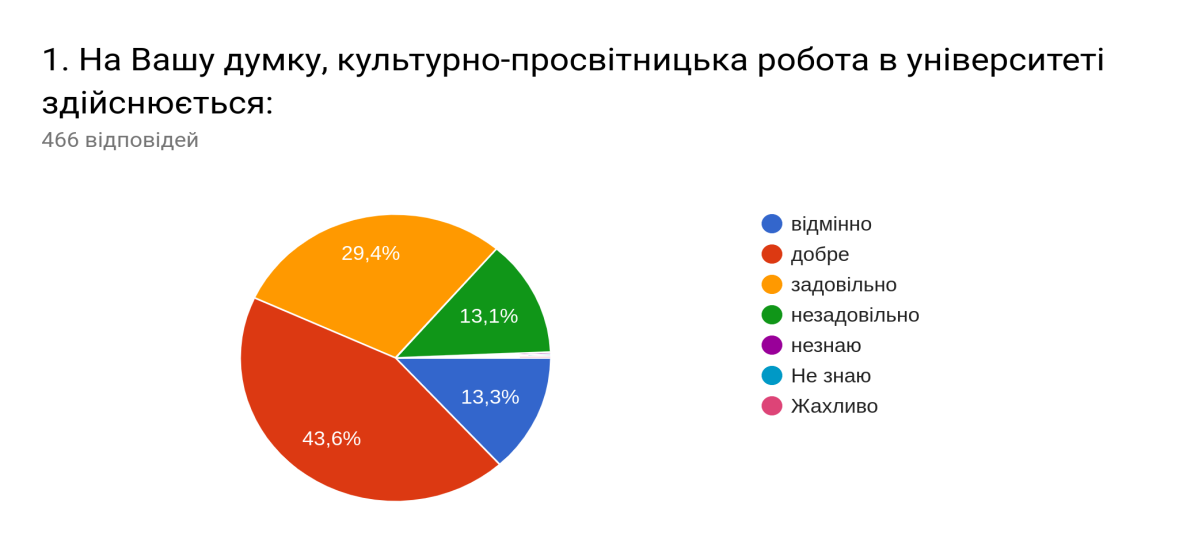 1. На Вашу думку, культурно-просвітницька робота в університеті
здійснюється:
466 відповідей
29,4%
13,1%
13,3%
43,6%
відмінно
добре
задовільно
незадовільно
незнаю
Не знаю
Жахливо